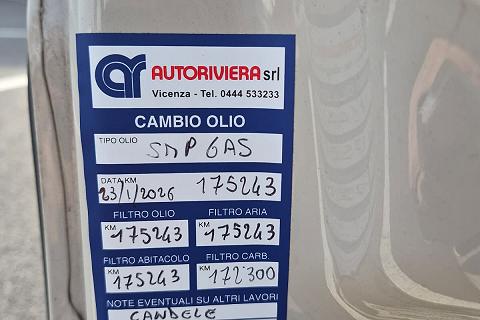 ar AUTORIVIERA srl
Vicenza - Tel. 0444 533233
CAMBIO OLIO
TIPO OLIO
SMP GAS
DATA/KM
23/1/2026 175243
FILTRO OLIO FILTRO ARIA
KM 175243 KM 175243
FILTRO ABITACOLO FILTRO CARB.
KM 175243 KM 172300
NOTE EVENTUALI SU ALTRI LAVORI
CANDELE